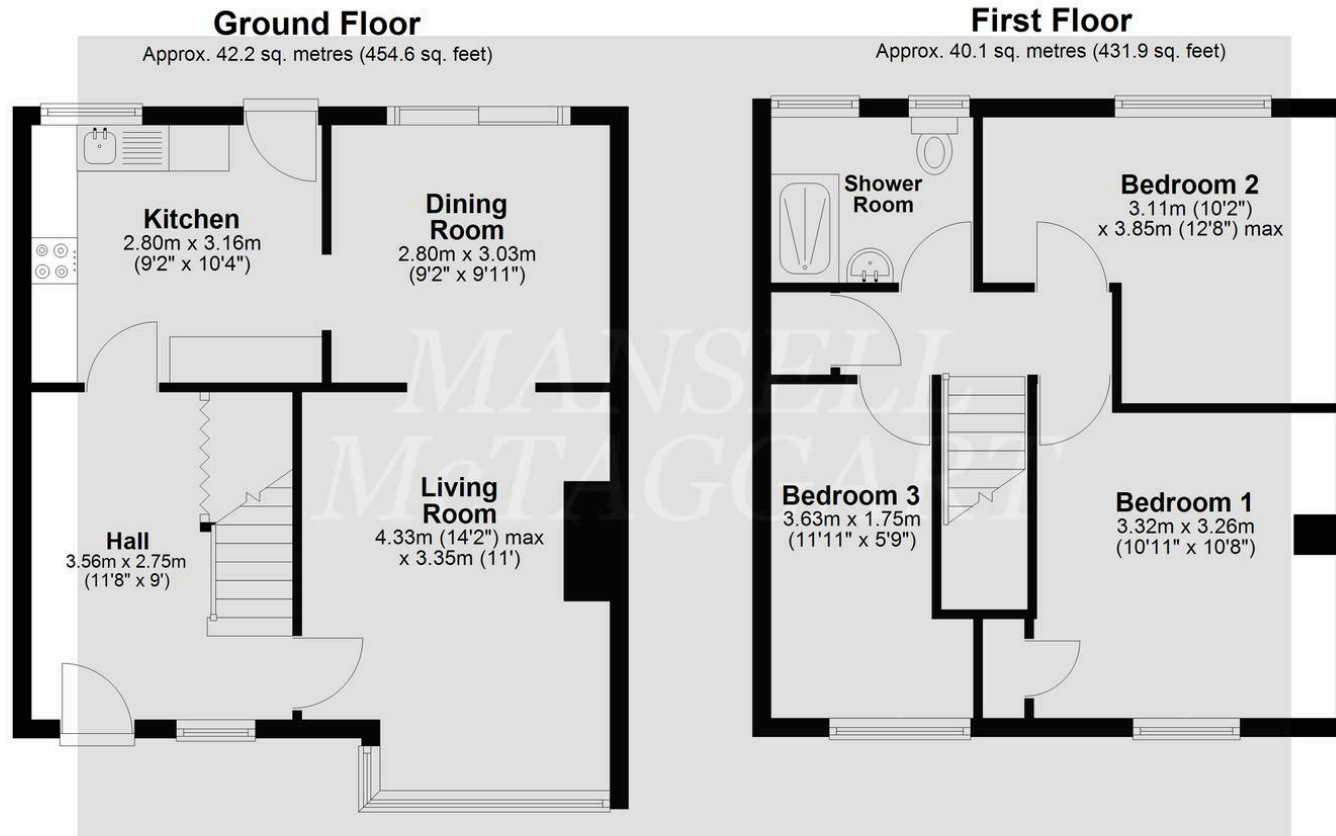 Ground Floor
Approx. 42.2 sq. metres (454.6 sq. feet)
Kitchen
2.80m x 3.16m
(9'2" x 10'4")
Dining
Room
2.80m x 3.03m
(9'2" x 9'11")
Hall
3.56m x 2.75m
(11'8" x 9')
Living
Room
4.33m (14'2") max
x 3.35m (11')
First Floor
Approx. 40.1 sq. metres (431.9 sq. feet)
Shower
Room
Bedroom 2
3.11m (10'2")
x 3.85m (12'8") max
Bedroom 3
3.63m x 1.75m
(11'11" x 5'9")
Bedroom 1
3.32m x 3.26m
(10'11" x 10'8")
MANSELL
McTAGGART